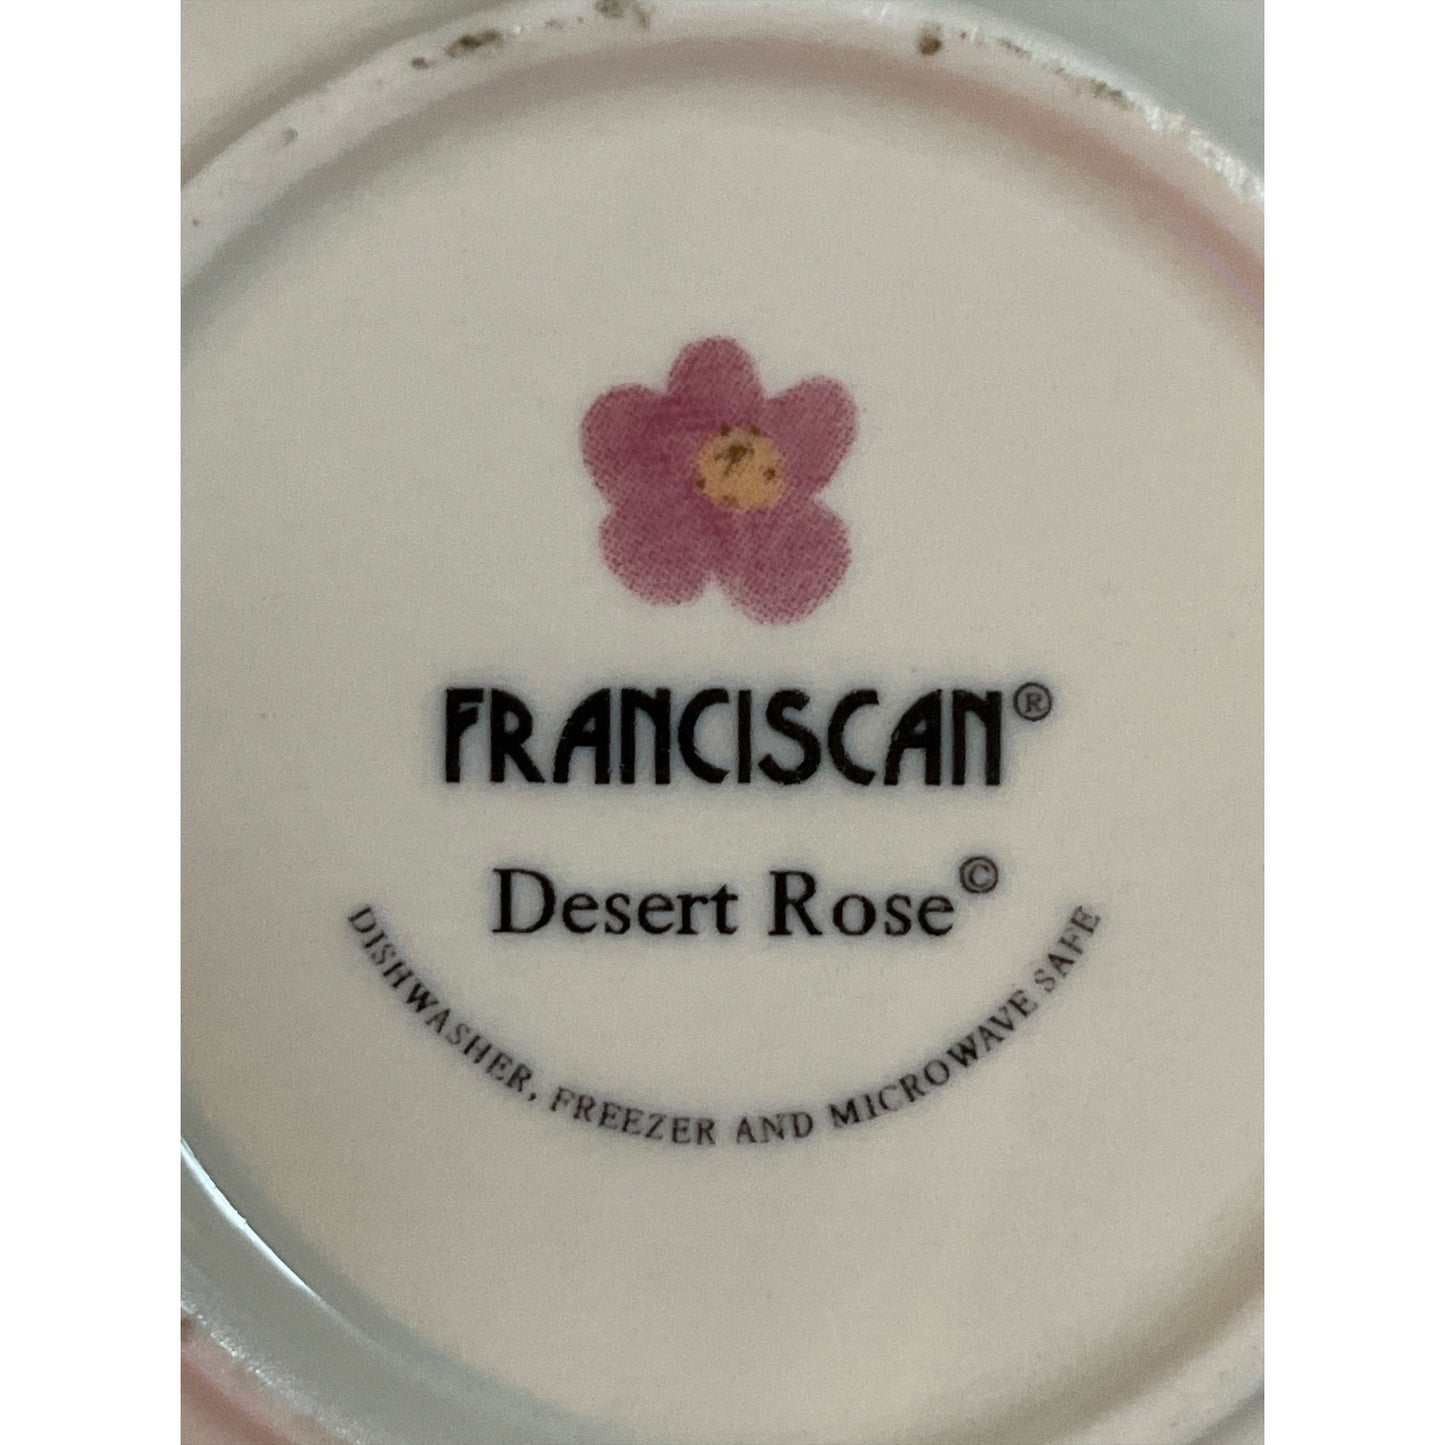 FRANCISCAN®
Desert Rose©
DISHWASHER, FREEZER AND MICROWAVE SAFE